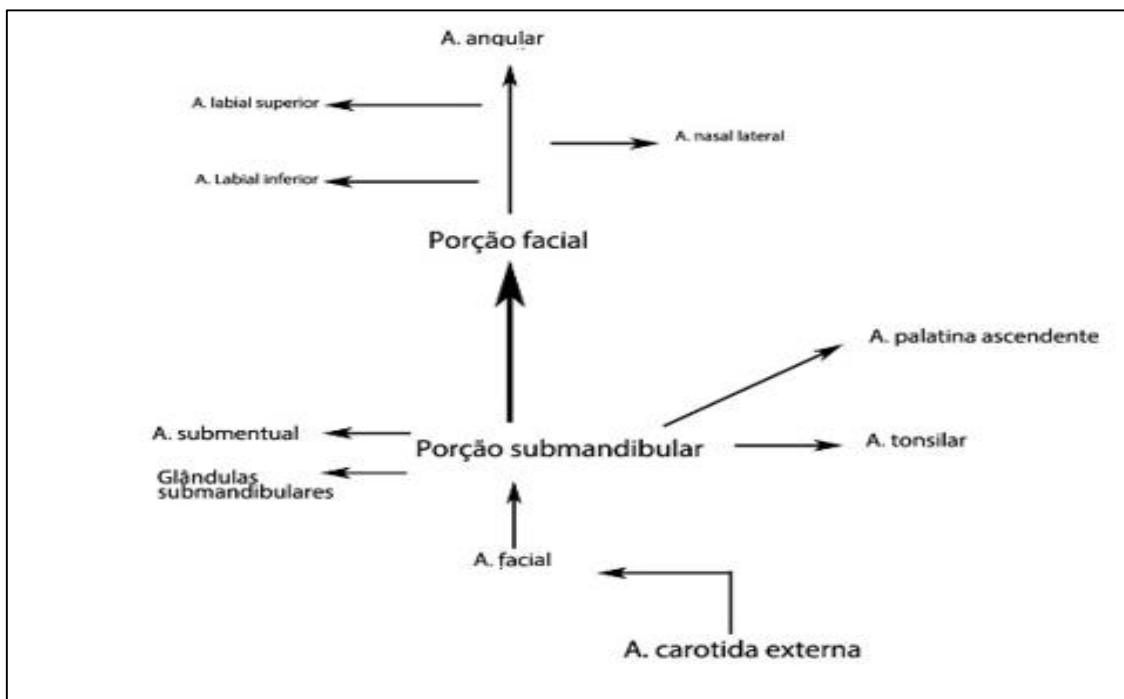 A. angular
A. labial superior
A. nasal lateral
A. Labial inferior
Porção facial
A. palatina ascendente
A. submentual
Porção submandibular
A. tonsilar
Glândulas
submandibulares
A. facial
A. carotida externa